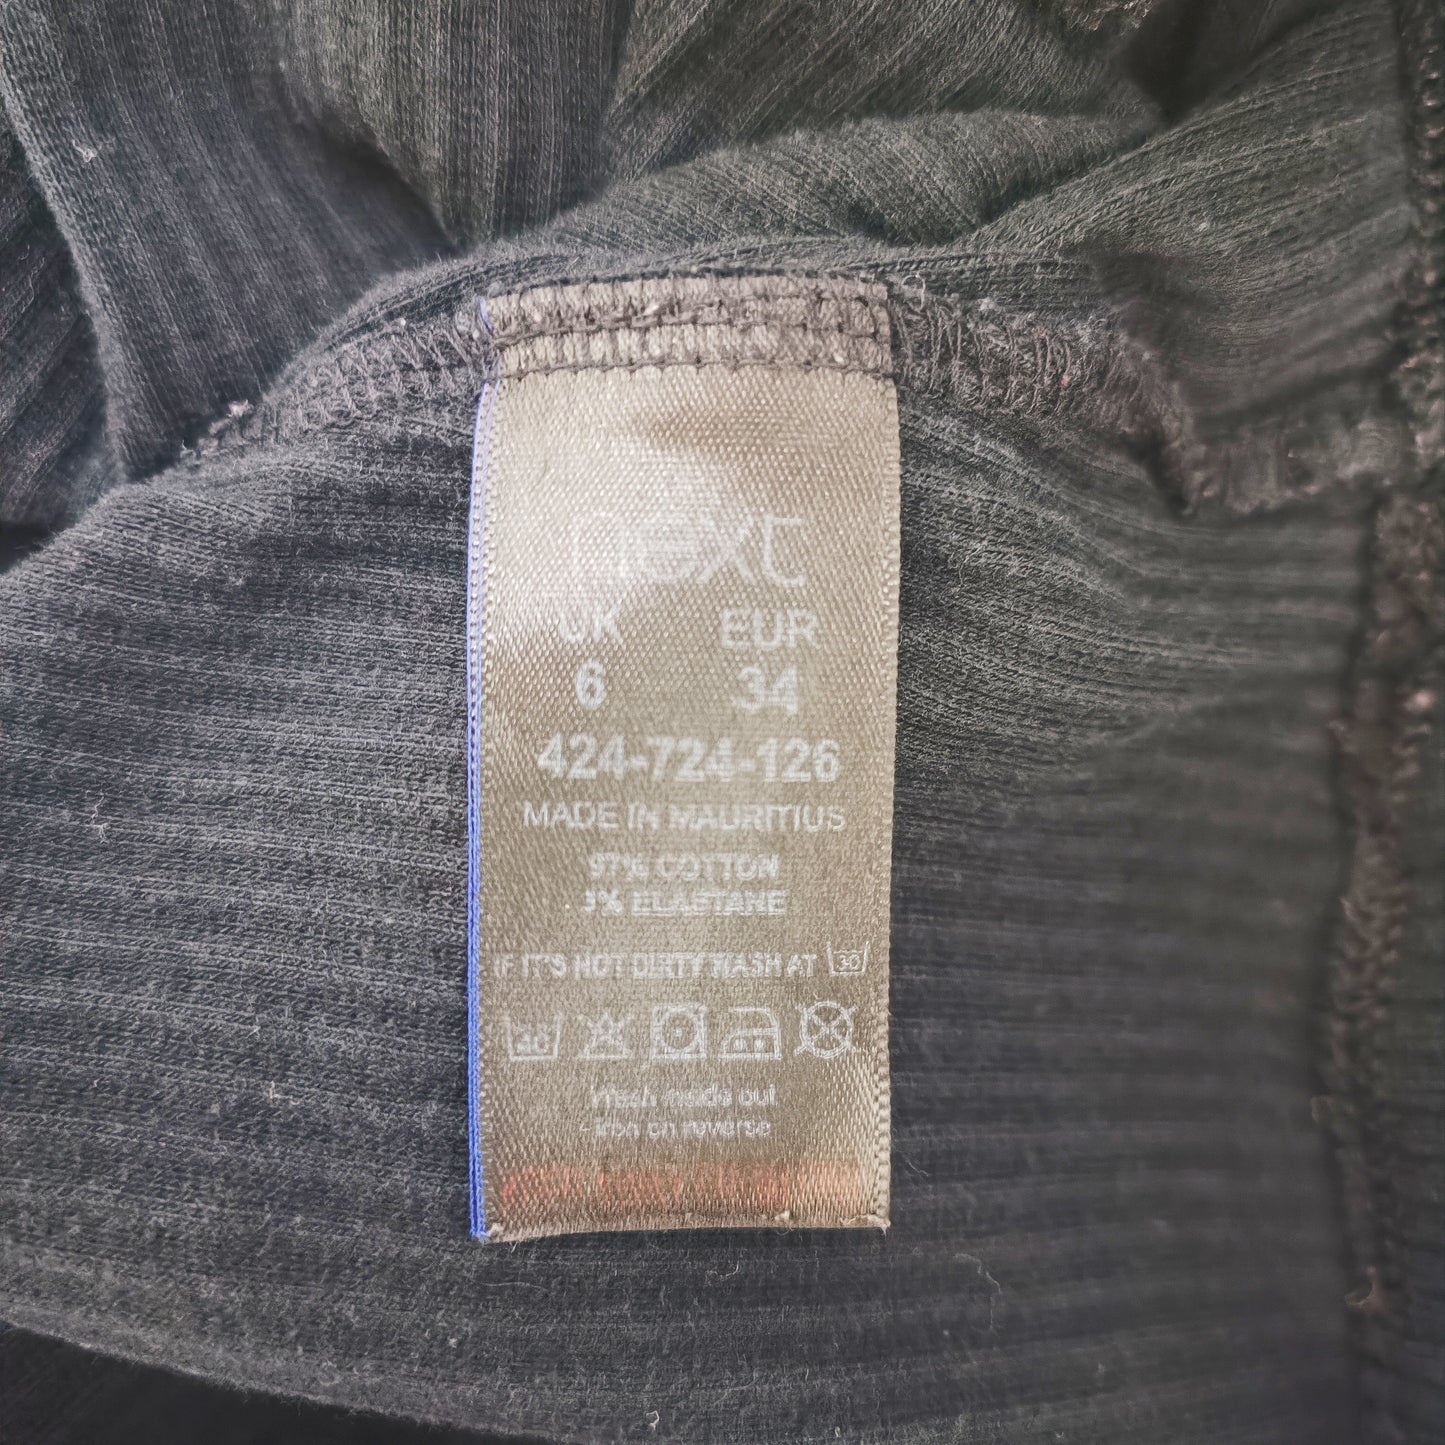 next
UK EUR
6 34
424-724-126
MADE IN MAURITIUS
97% COTTON
3% ELASTANE
IF IT'S NOT DIRTY WASH AT 30
40
Wash inside out
- iron on reverse